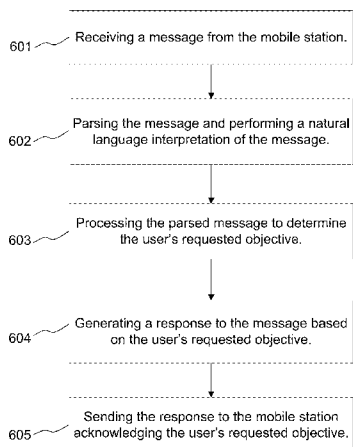 601 Receiving a message from the mobile station.
Parsing the message and performing a natural
602 language interpretation of the message.
Processing the parsed message to determine
603 the user's requested objective.
Generating a response to the message based
604 on the user's requested objective.
Sending the response to the mobile station
605 acknowledging the user's requested objective.